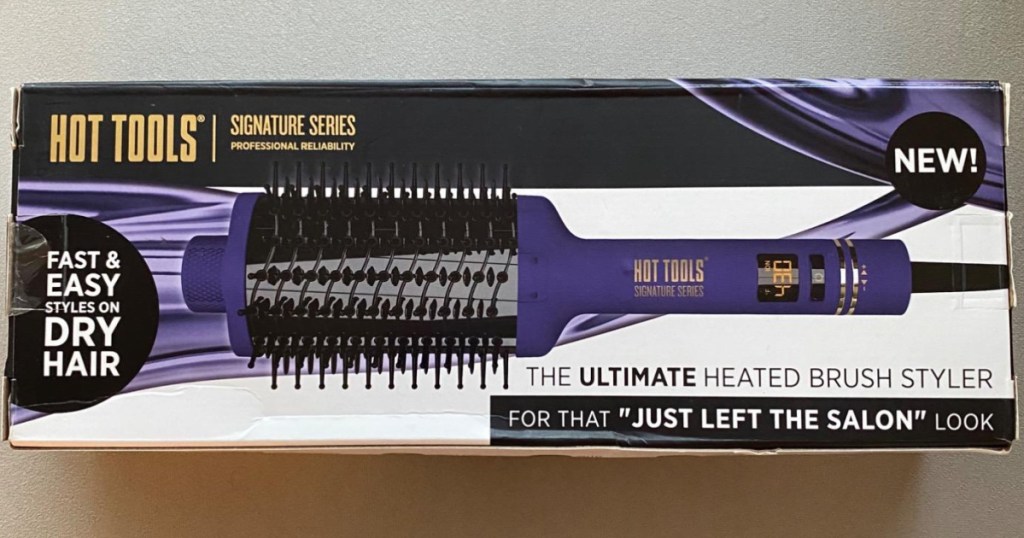 HOT TOOLS®
SIGNATURE SERIES
PROFESSIONAL RELIABILITY
NEW!
FAST &
EASY
STYLES ON
DRY
HAIR
HOT TOOLS®
SIGNATURE SERIES
THE ULTIMATE HEATED BRUSH STYLER
FOR THAT "JUST LEFT THE SALON" LOOK